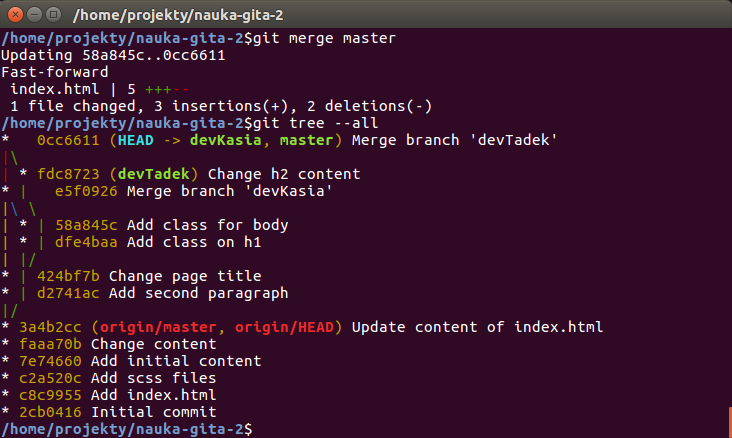 /home/projekty/nauka-gita-2
/home/projekty/nauka-gita-2$git merge master
Updating 58a845c..0cc6611
Fast-forward
 index.html | 5 +++--
 1 file changed, 3 insertions(+), 2 deletions(-)
/home/projekty/nauka-gita-2$git tree --all
*   0cc6611 (HEAD -> devKasia, master) Merge branch 'devTadek'
|\
| * fdc8723 (devTadek) Change h2 content
* |   e5f0926 Merge branch 'devKasia'
|\ \
| * | 58a845c Add class for body
| * | dfe4baa Add class on h1
| |/
* | 424bf7b Change page title
* | d2741ac Add second paragraph
|/
* 3a4b2cc (origin/master, origin/HEAD) Update content of index.html
* faaa70b Change content
* 7e74660 Add initial content
* c2a520c Add scss files
* c8c9955 Add index.html
* 2cb0416 Initial commit
/home/projekty/nauka-gita-2$